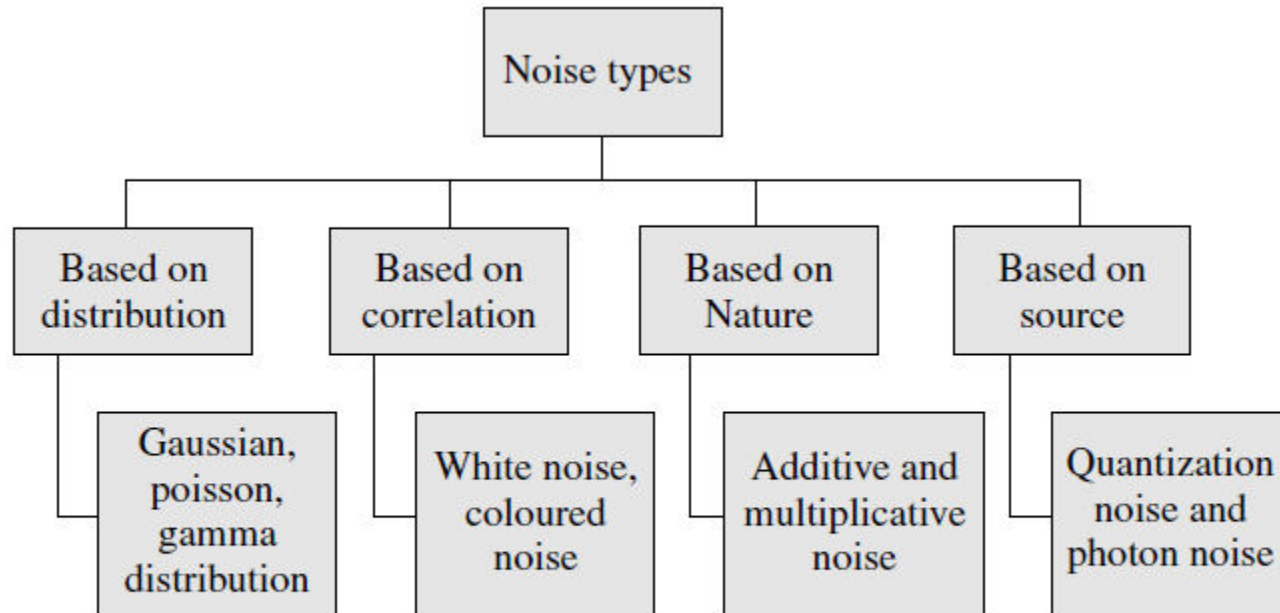 Noise types
Based on
distribution
Based on
correlation
Based on
Nature
Based on
source
Gaussian,
poisson,
gamma
distribution
White noise,
coloured
noise
Additive and
multiplicative
noise
Quantization
noise and
photon noise